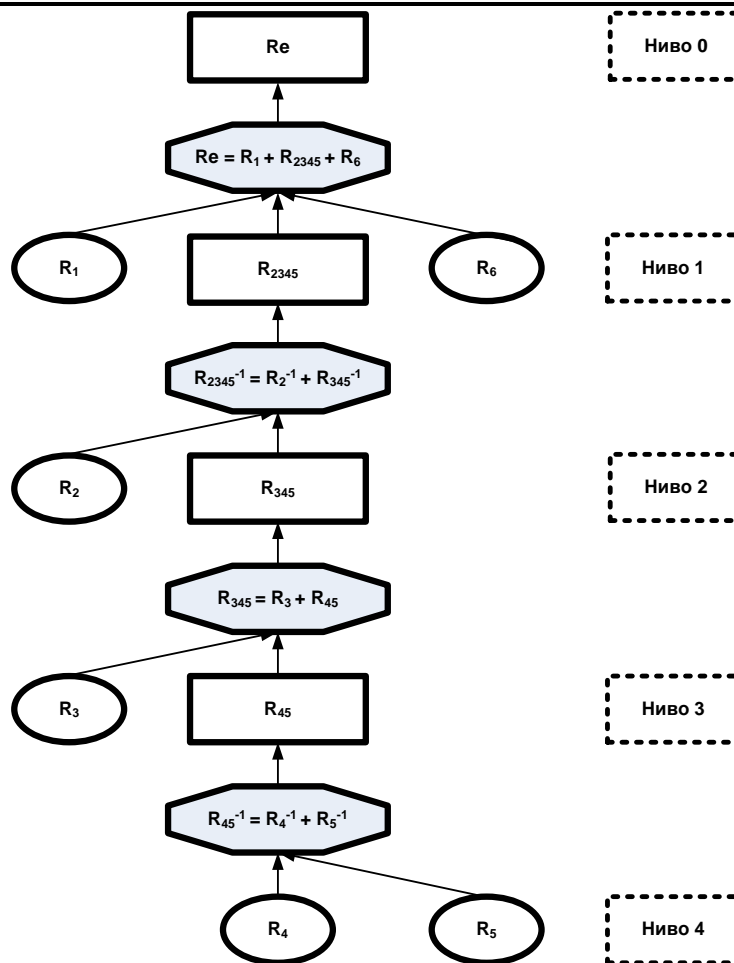 Re
Ниво 0
Re = R₁ + R₂₃₄₅ + R₆
R₁
R₂₃₄₅
R₆
Ниво 1
R₂₃₄₅⁻¹ = R₂⁻¹ + R₃₄₅⁻¹
R₂
R₃₄₅
Ниво 2
R₃₄₅ = R₃ + R₄₅
R₃
R₄₅
Ниво 3
R₄₅⁻¹ = R₄⁻¹ + R₅⁻¹
R₄
R₅
Ниво 4